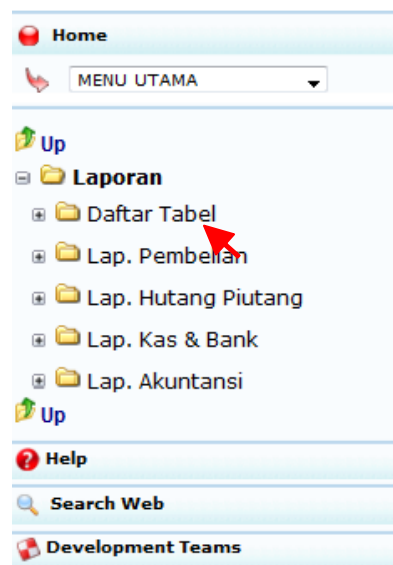 Home
MENU UTAMA
Up
Laporan
Daftar Tabel
Lap. Pembelian
Lap. Hutang Piutang
Lap. Kas & Bank
Lap. Akuntansi
Up
Help
Search Web
Development Teams